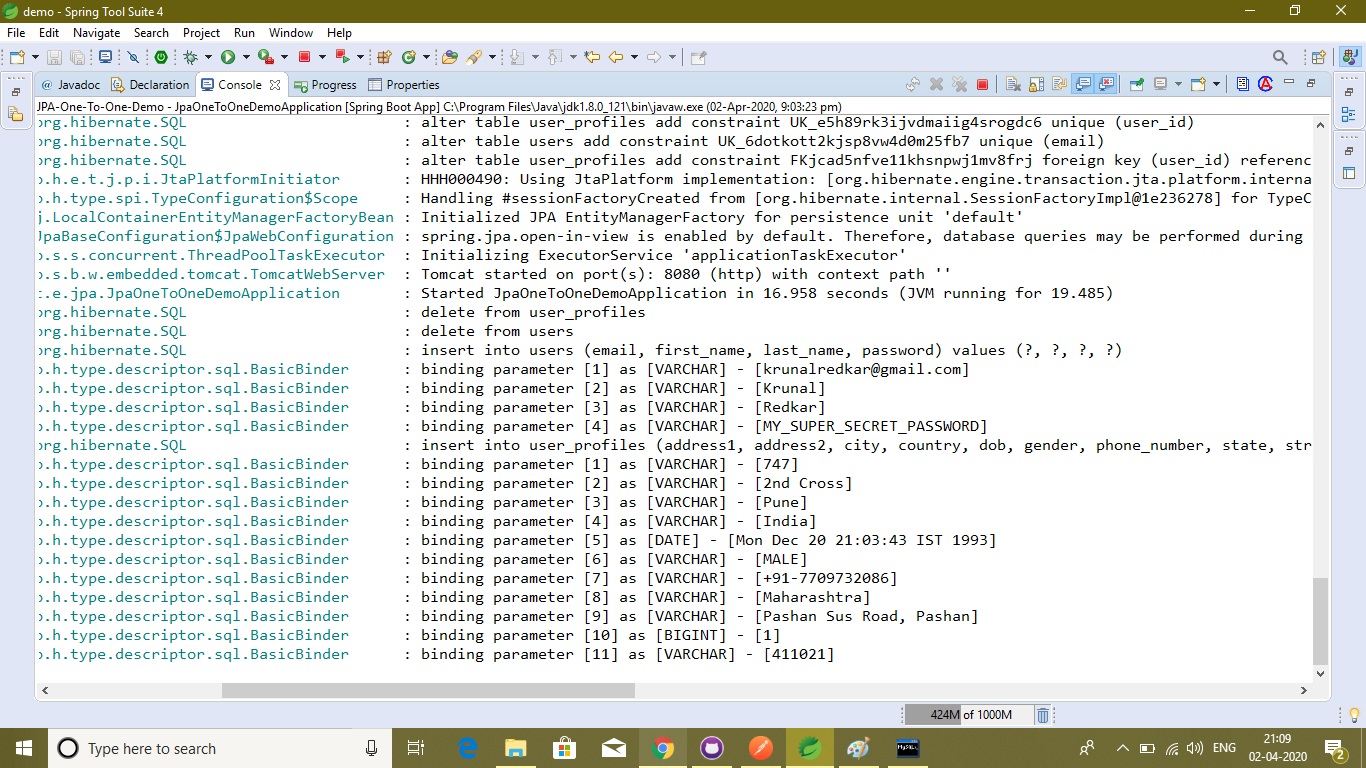 demo - Spring Tool Suite 4
File Edit Navigate Search Project Run Window Help
@ Javadoc Declaration Console Progress Properties
JPA-One-To-One-Demo - JpaOneToOneDemoApplication [Spring Boot App] C:\Program Files\Java\jdk1.8.0_121\bin\javaw.exe (02-Apr-2020, 9:03:23 pm)
org.hibernate.SQL : alter table user_profiles add constraint UK_e5h89rk3ijvdmaiig4srogdc6 unique (user_id)
org.hibernate.SQL : alter table users add constraint UK_6dotkott2kjsp8vw4d0m25fb7 unique (email)
org.hibernate.SQL : alter table user_profiles add constraint FKjcad5nfve11khsnpwj1mv8frj foreign key (user_id) referenc
o.h.e.t.j.p.i.JtaPlatformInitiator : HHH000490: Using JtaPlatform implementation: [org.hibernate.engine.transaction.jta.platform.interna
o.h.type.spi.TypeConfiguration$Scope : Handling #sessionFactoryCreated from [org.hibernate.internal.SessionFactoryImpl@1e236278] for TypeC
j.LocalContainerEntityManagerFactoryBean : Initialized JPA EntityManagerFactory for persistence unit 'default'
JpaBaseConfiguration$JpaWebConfiguration : spring.jpa.open-in-view is enabled by default. Therefore, database queries may be performed during
o.s.s.concurrent.ThreadPoolTaskExecutor : Initializing ExecutorService 'applicationTaskExecutor'
o.s.b.w.embedded.tomcat.TomcatWebServer : Tomcat started on port(s): 8080 (http) with context path ''
c.e.jpa.JpaOneToOneDemoApplication : Started JpaOneToOneDemoApplication in 16.958 seconds (JVM running for 19.485)
org.hibernate.SQL : delete from user_profiles
org.hibernate.SQL : delete from users
org.hibernate.SQL : insert into users (email, first_name, last_name, password) values (?, ?, ?, ?)
o.h.type.descriptor.sql.BasicBinder : binding parameter [1] as [VARCHAR] - [krunalredkar@gmail.com]
o.h.type.descriptor.sql.BasicBinder : binding parameter [2] as [VARCHAR] - [Krunal]
o.h.type.descriptor.sql.BasicBinder : binding parameter [3] as [VARCHAR] - [Redkar]
o.h.type.descriptor.sql.BasicBinder : binding parameter [4] as [VARCHAR] - [MY_SUPER_SECRET_PASSWORD]
org.hibernate.SQL : insert into user_profiles (address1, address2, city, country, dob, gender, phone_number, state, str
o.h.type.descriptor.sql.BasicBinder : binding parameter [1] as [VARCHAR] - [747]
o.h.type.descriptor.sql.BasicBinder : binding parameter [2] as [VARCHAR] - [2nd Cross]
o.h.type.descriptor.sql.BasicBinder : binding parameter [3] as [VARCHAR] - [Pune]
o.h.type.descriptor.sql.BasicBinder : binding parameter [4] as [VARCHAR] - [India]
o.h.type.descriptor.sql.BasicBinder : binding parameter [5] as [DATE] - [Mon Dec 20 21:03:43 IST 1993]
o.h.type.descriptor.sql.BasicBinder : binding parameter [6] as [VARCHAR] - [MALE]
o.h.type.descriptor.sql.BasicBinder : binding parameter [7] as [VARCHAR] - [+91-7709732086]
o.h.type.descriptor.sql.BasicBinder : binding parameter [8] as [VARCHAR] - [Maharashtra]
o.h.type.descriptor.sql.BasicBinder : binding parameter [9] as [VARCHAR] - [Pashan Sus Road, Pashan]
o.h.type.descriptor.sql.BasicBinder : binding parameter [10] as [BIGINT] - [1]
o.h.type.descriptor.sql.BasicBinder : binding parameter [11] as [VARCHAR] - [411021]
424M of 1000M
Type here to search
ENG
21:09
02-04-2020
2